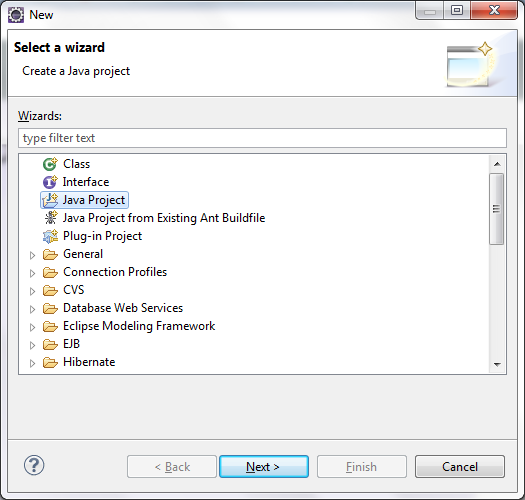 New
Select a wizard
Create a Java project
Wizards:
type filter text
Class
Interface
Java Project
Java Project from Existing Ant Buildfile
Plug-in Project
General
Connection Profiles
CVS
Database Web Services
Eclipse Modeling Framework
EJB
Hibernate
< Back
Next >
Finish
Cancel